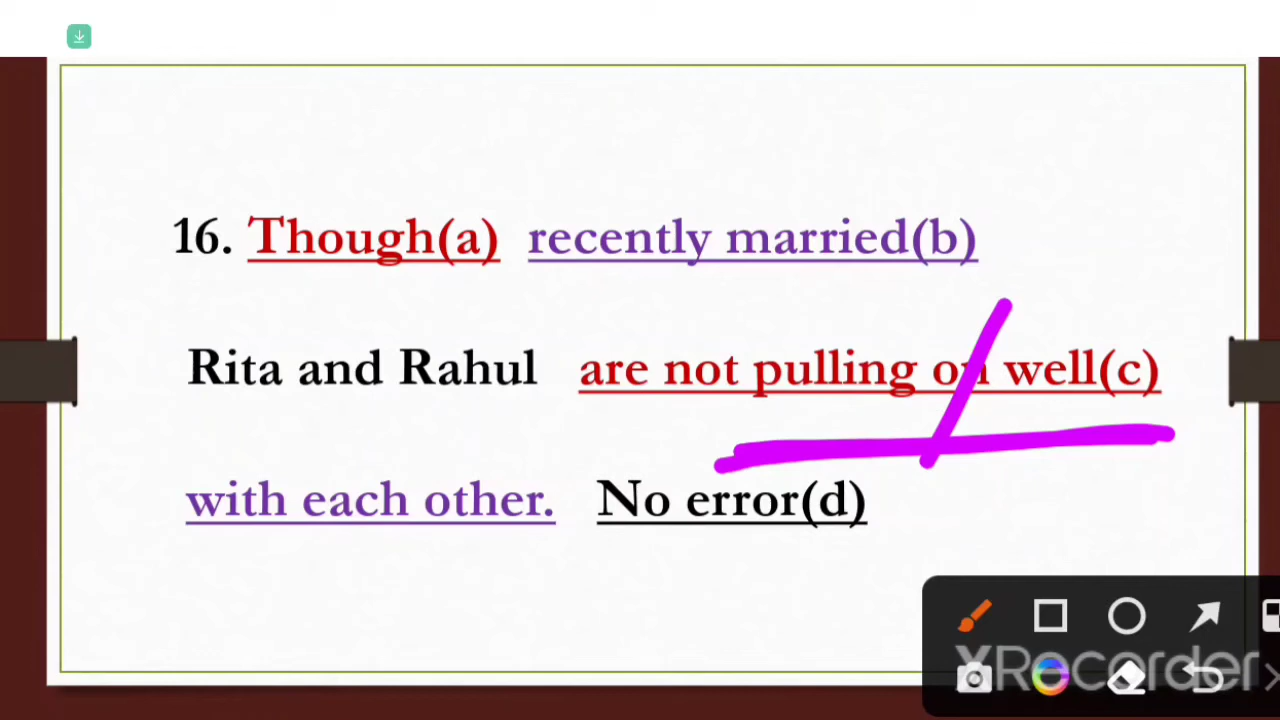 16. Though(a) recently married(b)
Rita and Rahul are not pulling on well(c)
with each other. No error(d)
XRecorder